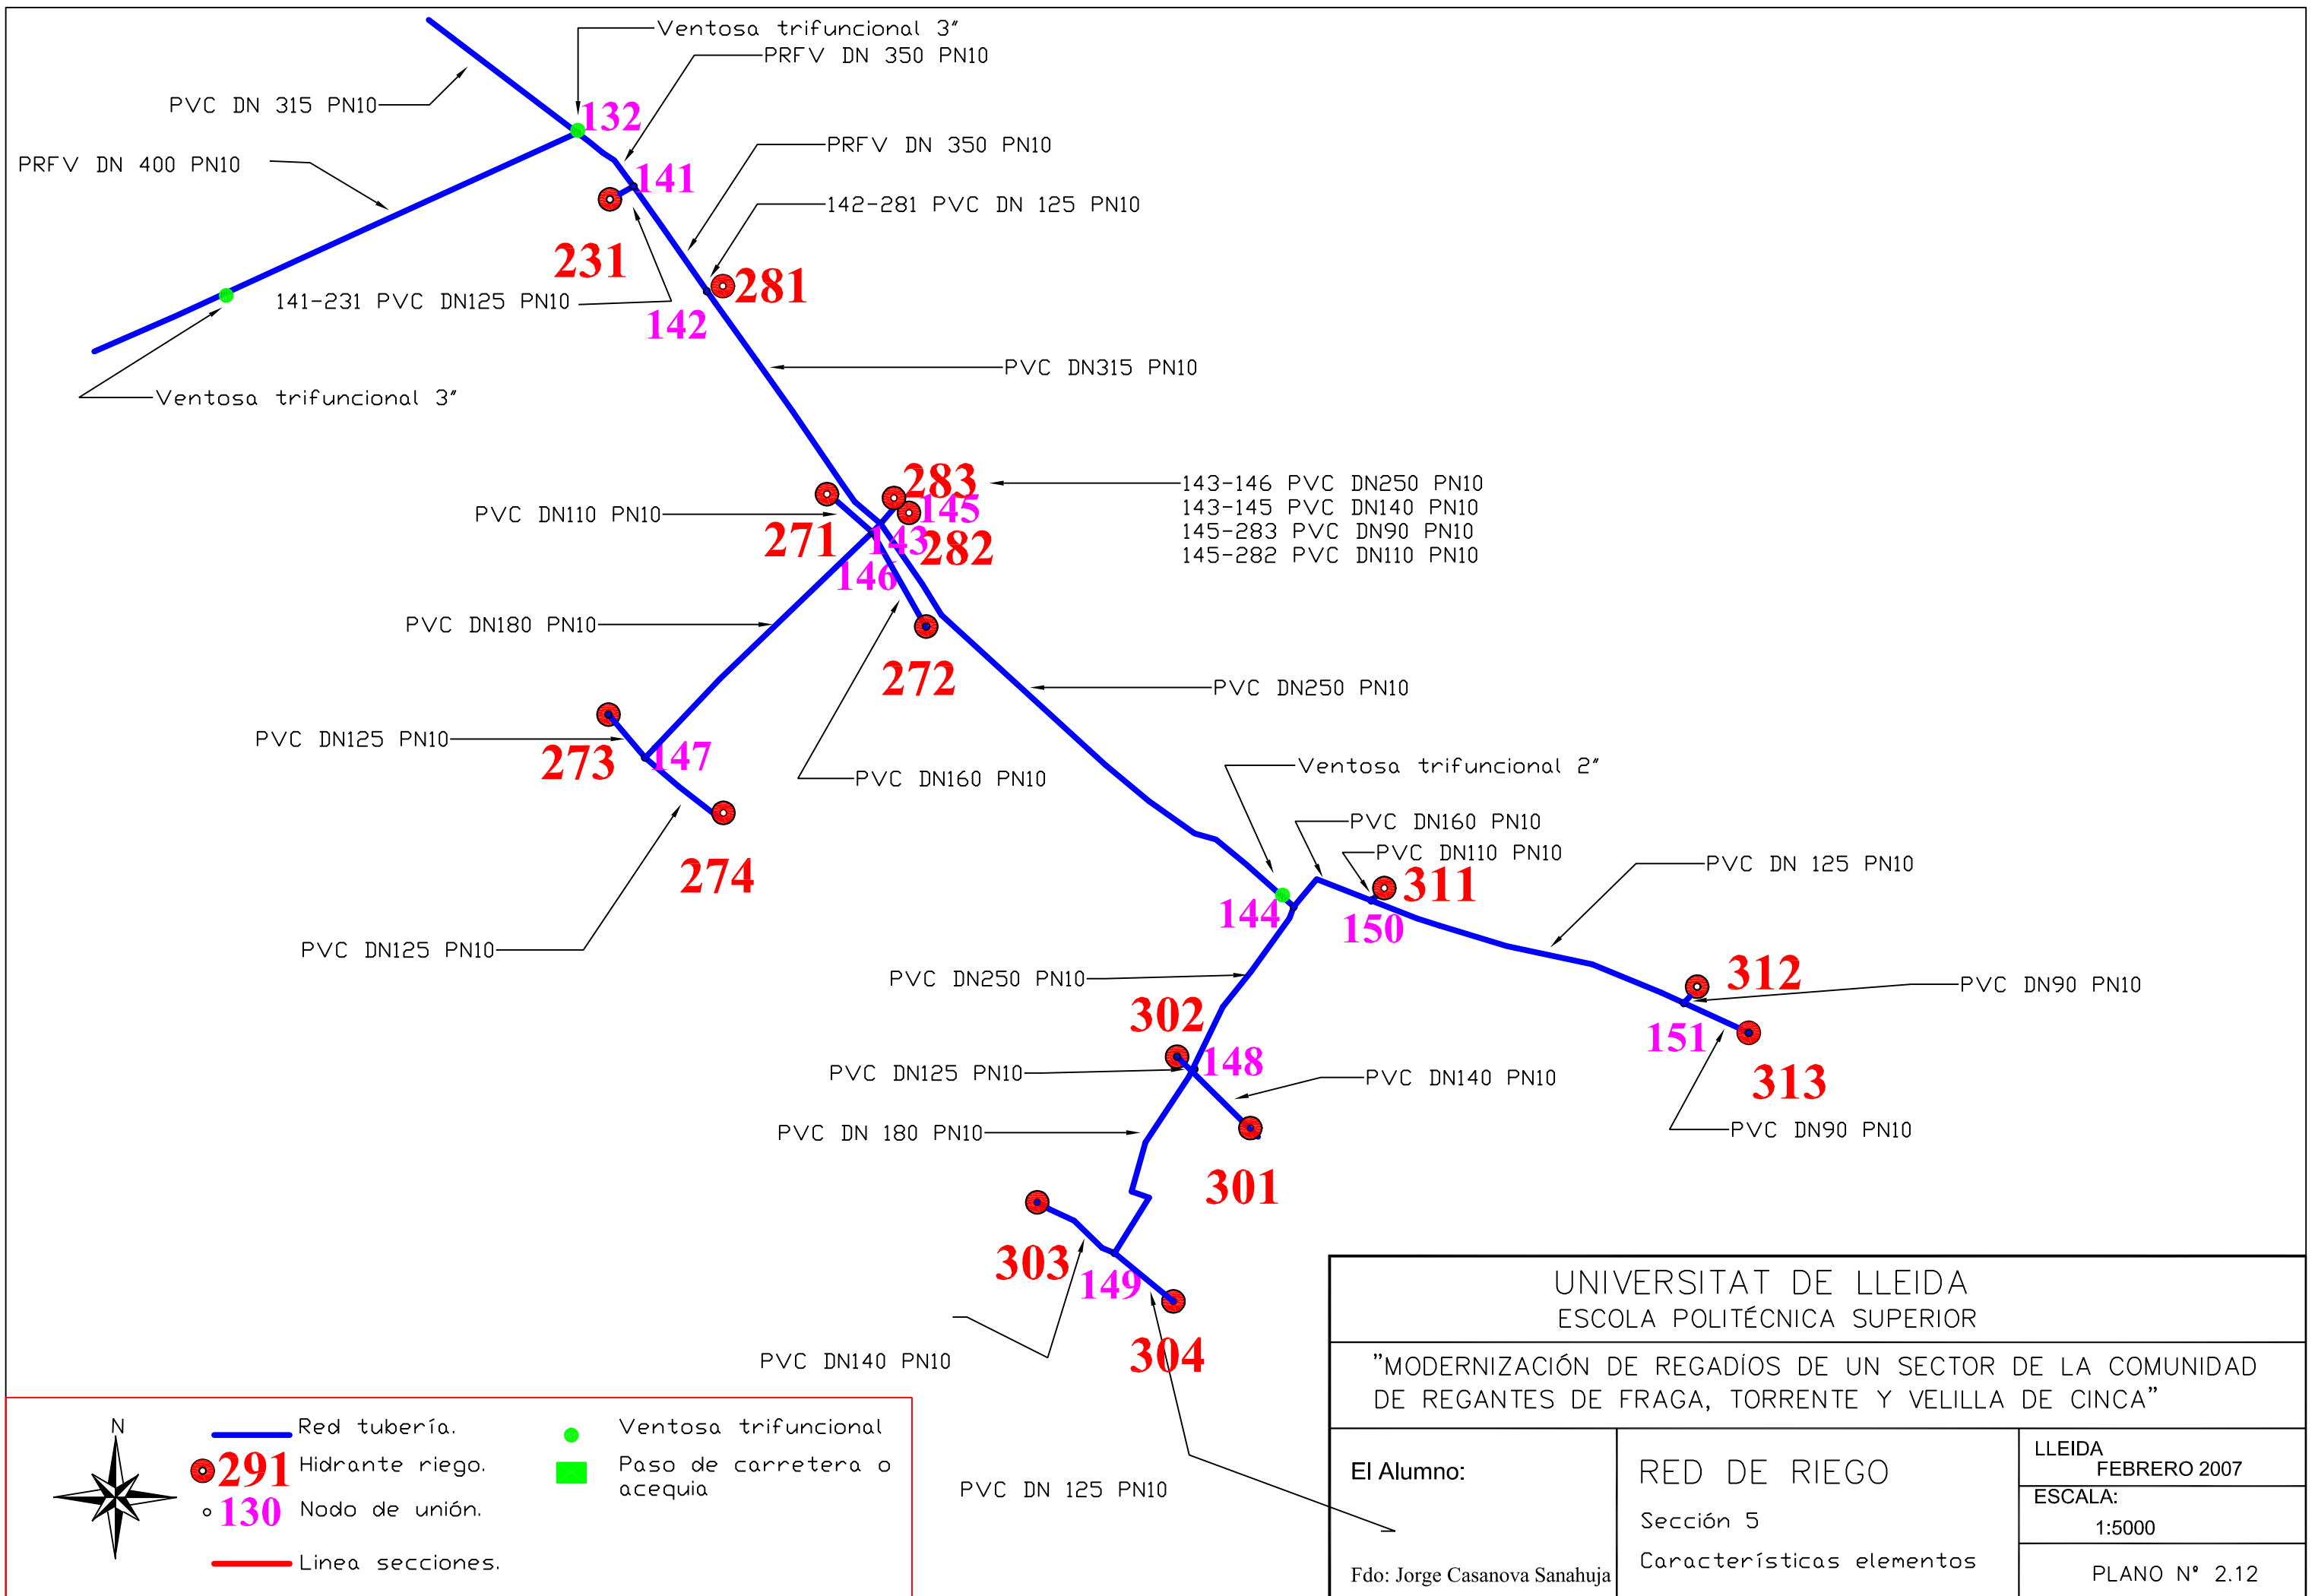 Ventosa trifuncional 3"
PRFV DN 350 PN10
PVC DN 315 PN10
132
PRFV DN 400 PN10
PRFV DN 350 PN10
141
142-281 PVC DN 125 PN10
231
281
141-231 PVC DN125 PN10
142
PVC DN315 PN10
Ventosa trifuncional 3"
283
143-146 PVC DN250 PN10
143-145 PVC DN140 PN10
145-283 PVC DN90 PN10
145-282 PVC DN110 PN10
PVC DN110 PN10
145
271
143
282
146
PVC DN180 PN10
272
PVC DN250 PN10
PVC DN125 PN10
273
147
PVC DN160 PN10
Ventosa trifuncional 2"
PVC DN160 PN10
PVC DN110 PN10
PVC DN 125 PN10
274
311
144
150
PVC DN125 PN10
PVC DN250 PN10
312
PVC DN90 PN10
302
151
148
PVC DN125 PN10
PVC DN140 PN10
313
PVC DN 180 PN10
PVC DN90 PN10
301
303
149
304
PVC DN140 PN10
PVC DN 125 PN10
N
Red tubería.
Ventosa trifuncional
291 Hidrante riego.
Paso de carretera o
acequia
130 Nodo de unión.
Linea secciones.
UNIVERSITAT DE LLEIDA
ESCOLA POLITÉCNICA SUPERIOR
"MODERNIZACIÓN DE REGADÍOS DE UN SECTOR DE LA COMUNIDAD
DE REGANTES DE FRAGA, TORRENTE Y VELILLA DE CINCA"
El Alumno:
Fdo: Jorge Casanova Sanahuja
RED DE RIEGO
Sección 5
Características elementos
LLEIDA
FEBRERO 2007
ESCALA:
1:5000
PLANO Nº 2.12